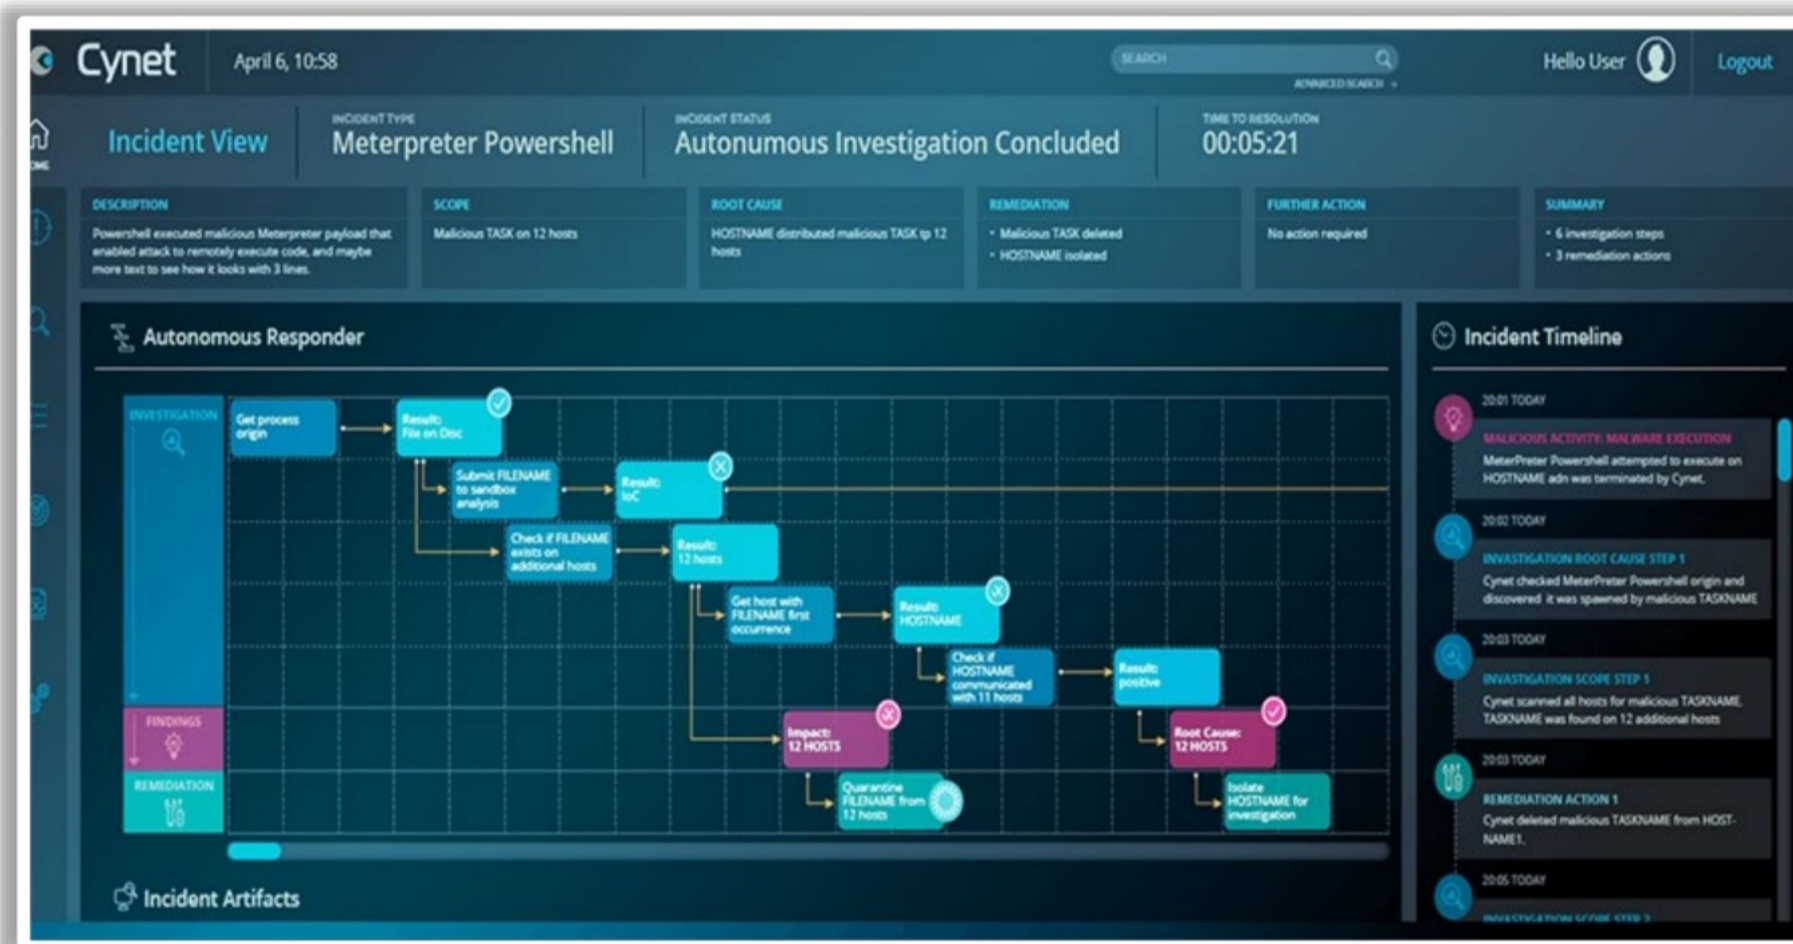 Cynet
April 6, 10:58
SEARCH
ADVANCED SEARCH
Hello User
Logout
Incident View
INCIDENT TYPE
Meterpreter Powershell
INCIDENT STATUS
Autonumous Investigation Concluded
TIME TO RESOLUTION
00:05:21
DESCRIPTION
Powershell executed malicious Meterpreter payload that
enabled attack to remotely execute code, and maybe
more text to see how it looks with 3 lines.
SCOPE
Malicious TASK on 12 hosts
ROOT CAUSE
HOSTNAME distributed malicious TASK tp 12
hosts
REMEDIATION
• Malicious TASK deleted
• HOSTNAME isolated
FURTHER ACTION
No action required
SUMMARY
• 6 investigation steps
• 3 remediation actions
Autonomous Responder
INVESTIGATION
Get process
origin
Result:
File on Disc
Submit FILENAME
to sandbox
analysis
Result:
IoC
Check if FILENAME
exists on
additional hosts
Result:
12 hosts
Get host with
FILENAME first
occurrence
Result:
HOSTNAME
Check if
HOSTNAME
communicated
with 11 hosts
Result:
positive
FINDINGS
Impact:
12 HOSTS
Root Cause:
12 HOSTS
REMEDIATION
Quarantine
FILENAME from
12 hosts
Isolate
HOSTNAME for
investigation
Incident Artifacts
Incident Timeline
20:01 TODAY
MALICIOUS ACTIVITY: MALWARE EXECUTION
MeterPreter Powershell attempted to execute on
HOSTNAME adn was terminated by Cynet.
20:02 TODAY
INVESTIGATION ROOT CAUSE STEP 1
Cynet checked MeterPreter Powershell origin and
discovered it was spawned by malicious TASKNAME
20:03 TODAY
INVESTIGATION SCOPE STEP 1
Cynet scanned all hosts for malicious TASKNAME.
TASKNAME was found on 12 additional hosts
20:03 TODAY
REMEDIATION ACTION 1
Cynet deleted malicious TASKNAME from HOST-
NAME1.
20:05 TODAY
INVESTIGATION SCOPE STEP 2